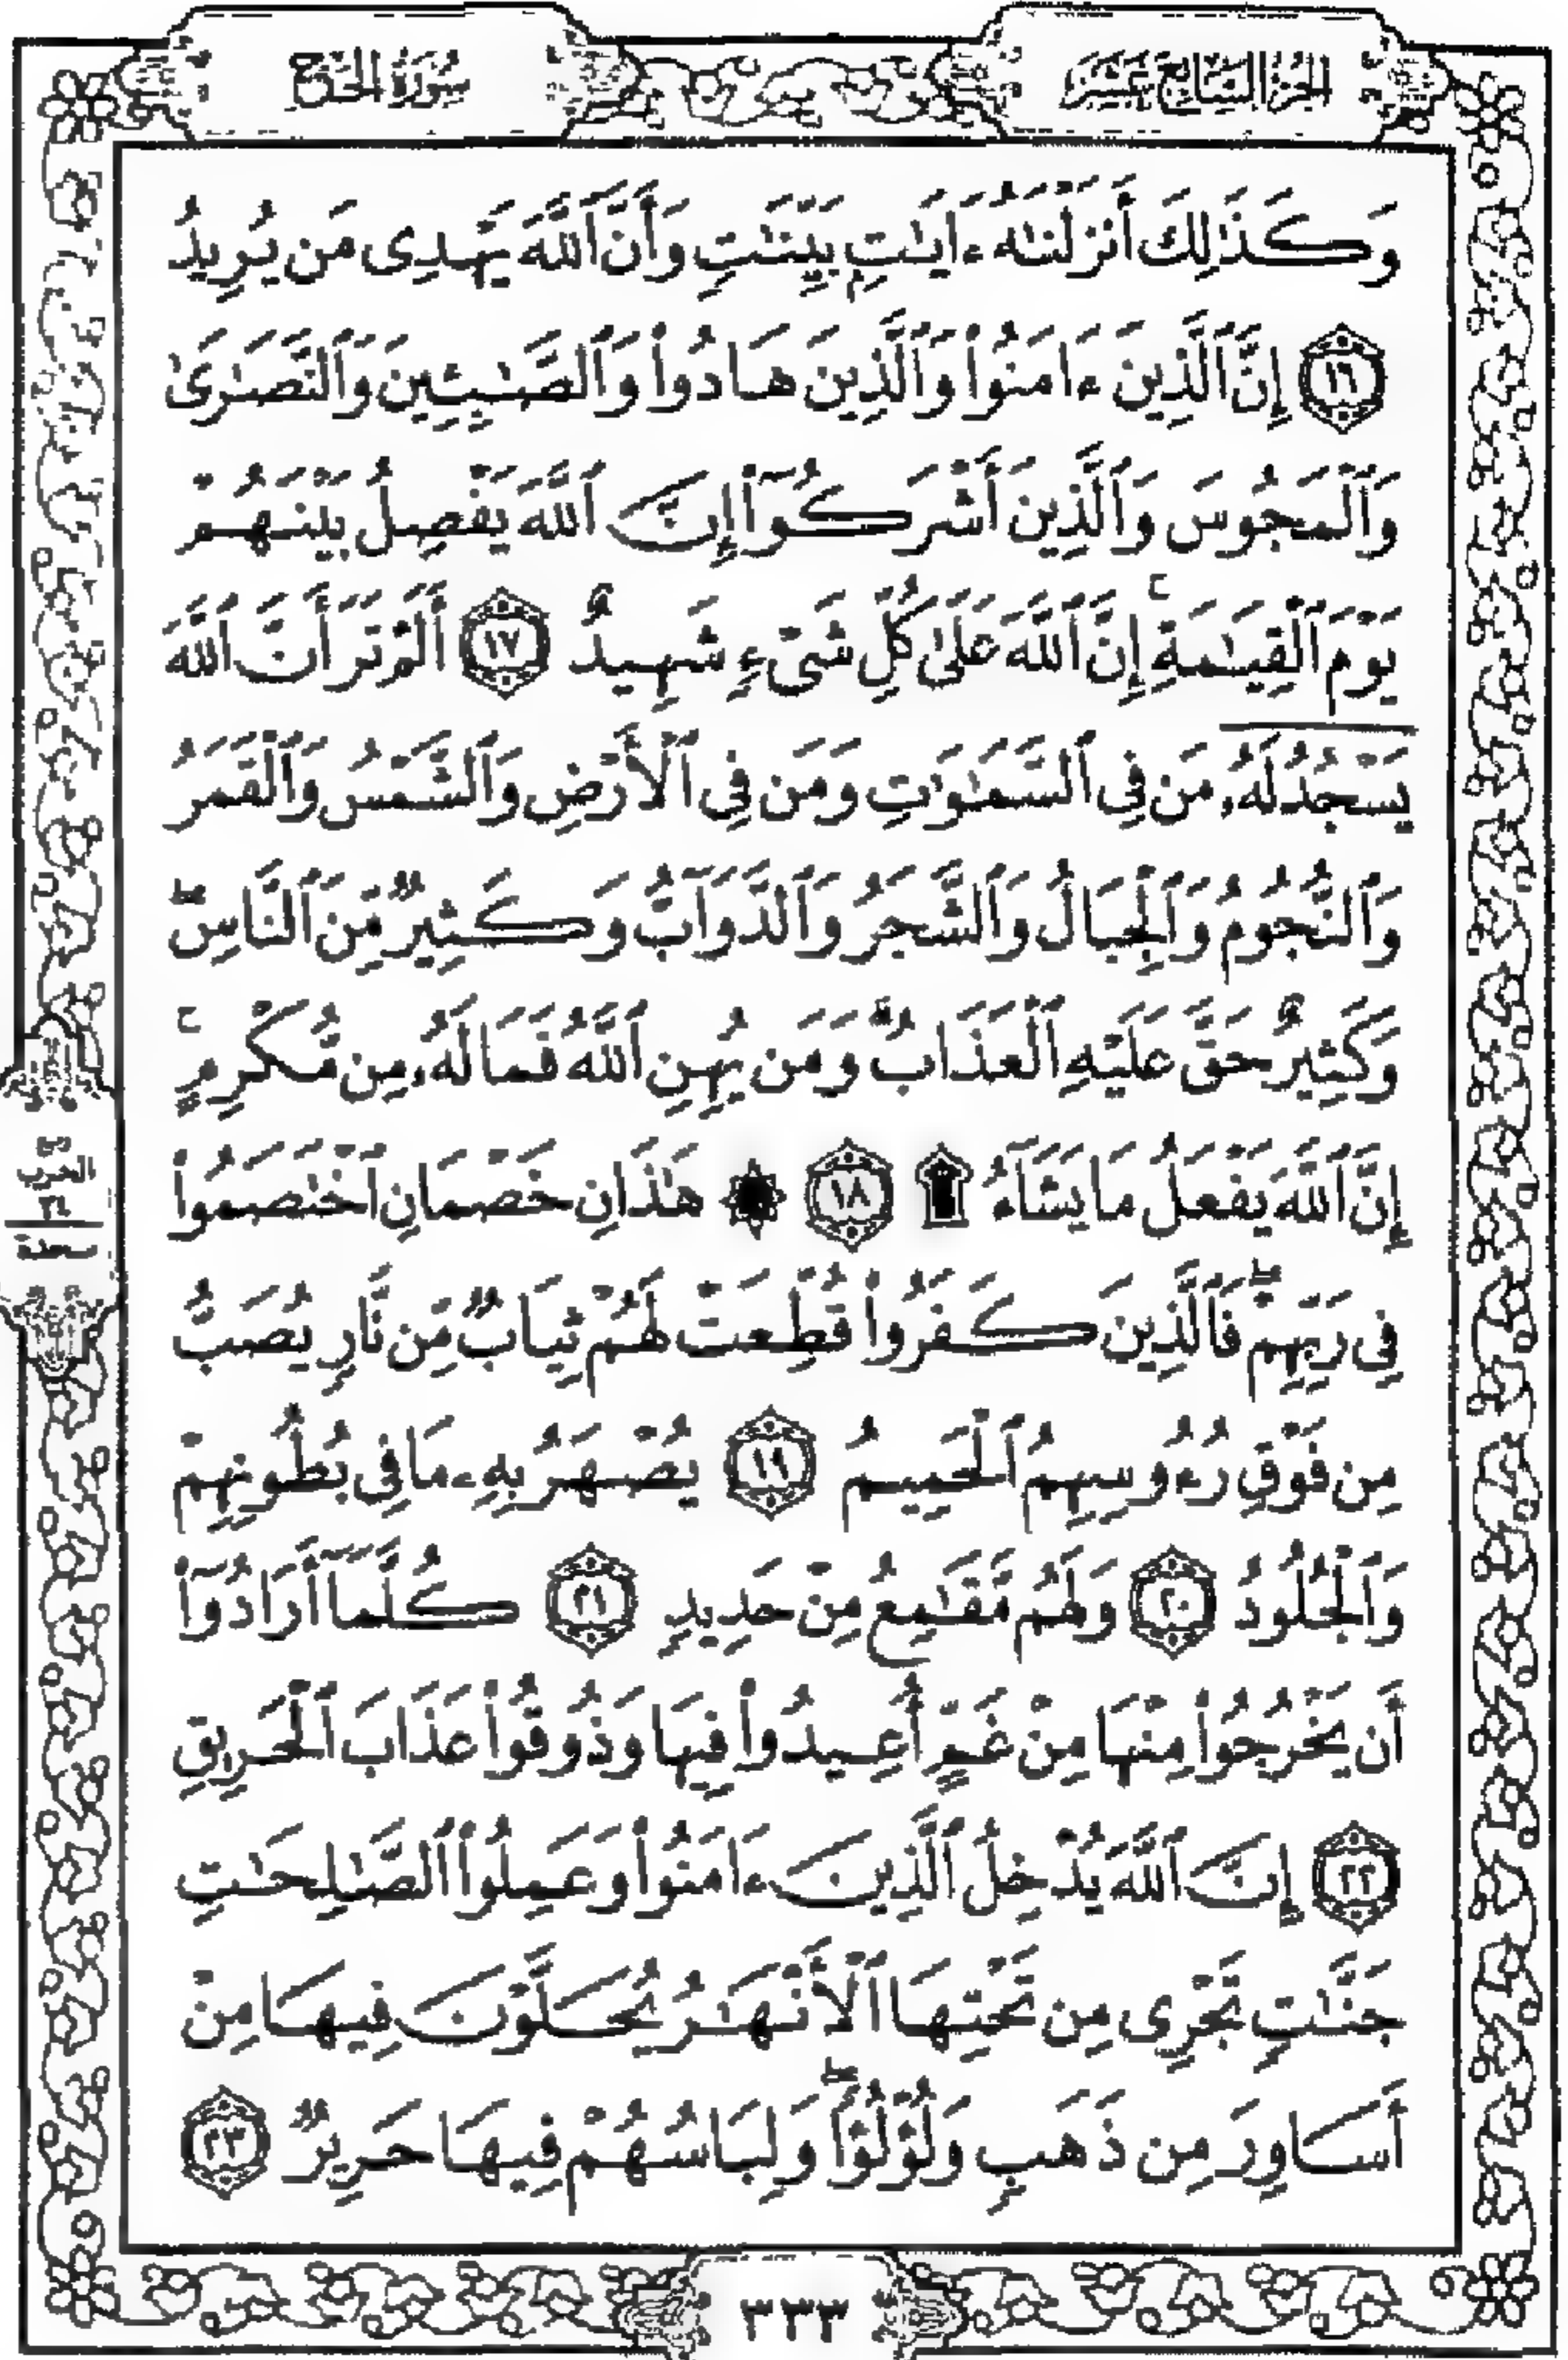 الجزء السابع عشر
سورة الحج
وَكَذَٰلِكَ أَنزَلْنَـٰهُ ءَايَـٰتٍۭ بَيِّنَـٰتٍ وَأَنَّ ٱللَّهَ يَهْدِى مَن يُرِيدُ
﴿١٦﴾ إِنَّ ٱلَّذِينَ ءَامَنُوا۟ وَٱلَّذِينَ هَادُوا۟ وَٱلصَّـٰبِـِٔينَ وَٱلنَّصَـٰرَىٰ
وَٱلْمَجُوسَ وَٱلَّذِينَ أَشْرَكُوٓا۟ إِنَّ ٱللَّهَ يَفْصِلُ بَيْنَهُمْ
يَوْمَ ٱلْقِيَـٰمَةِ ۚ إِنَّ ٱللَّهَ عَلَىٰ كُلِّ شَىْءٍ شَهِيدٌ ﴿١٧﴾ أَلَمْ تَرَ أَنَّ ٱللَّهَ
يَسْجُدُ لَهُۥ مَن فِى ٱلسَّمَـٰوَٰتِ وَمَن فِى ٱلْأَرْضِ وَٱلشَّمْسُ وَٱلْقَمَرُ
وَٱلنُّجُومُ وَٱلْجِبَالُ وَٱلشَّجَرُ وَٱلدَّوَآبُّ وَكَثِيرٌ مِّنَ ٱلنَّاسِ ۖ
وَكَثِيرٌ حَقَّ عَلَيْهِ ٱلْعَذَابُ ۗ وَمَن يُهِنِ ٱللَّهُ فَمَا لَهُۥ مِن مُّكْرِمٍ ۚ
إِنَّ ٱللَّهَ يَفْعَلُ مَا يَشَآءُ ۩ ﴿١٨﴾ ۞ هَـٰذَانِ خَصْمَانِ ٱخْتَصَمُوا۟
فِى رَبِّهِمْ ۖ فَٱلَّذِينَ كَفَرُوا۟ قُطِّعَتْ لَهُمْ ثِيَابٌ مِّن نَّارٍ يُصَبُّ
مِن فَوْقِ رُءُوسِهِمُ ٱلْحَمِيمُ ﴿١٩﴾ يُصْهَرُ بِهِۦ مَا فِى بُطُونِهِمْ
وَٱلْجُلُودُ ﴿٢٠﴾ وَلَهُم مَّقَـٰمِعُ مِنْ حَدِيدٍ ﴿٢١﴾ كُلَّمَآ أَرَادُوٓا۟
أَن يَخْرُجُوا۟ مِنْهَا مِنْ غَمٍّ أُعِيدُوا۟ فِيهَا وَذُوقُوا۟ عَذَابَ ٱلْحَرِيقِ
﴿٢٢﴾ إِنَّ ٱللَّهَ يُدْخِلُ ٱلَّذِينَ ءَامَنُوا۟ وَعَمِلُوا۟ ٱلصَّـٰلِحَـٰتِ
جَنَّـٰتٍ تَجْرِى مِن تَحْتِهَا ٱلْأَنْهَـٰرُ يُحَلَّوْنَ فِيهَا مِنْ
أَسَاوِرَ مِن ذَهَبٍ وَلُؤْلُؤًا ۖ وَلِبَاسُهُمْ فِيهَا حَرِيرٌ ﴿٢٣﴾
سجدة
٣٣٣